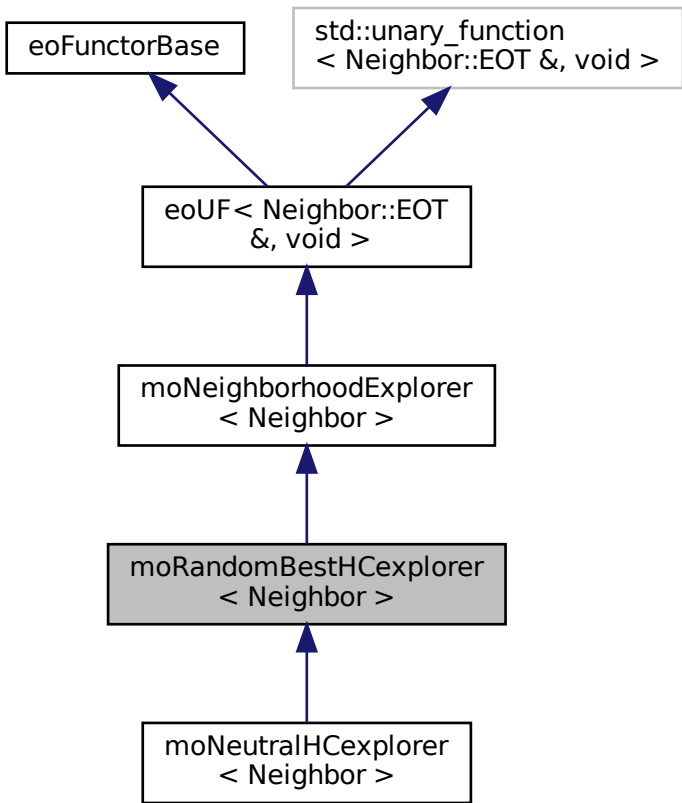 eoFunctorBase
std::unary_function
< Neighbor::EOT &, void >
eoUF< Neighbor::EOT
&, void >
moNeighborhoodExplorer
< Neighbor >
moRandomBestHCexplorer
< Neighbor >
moNeutralHCexplorer
< Neighbor >